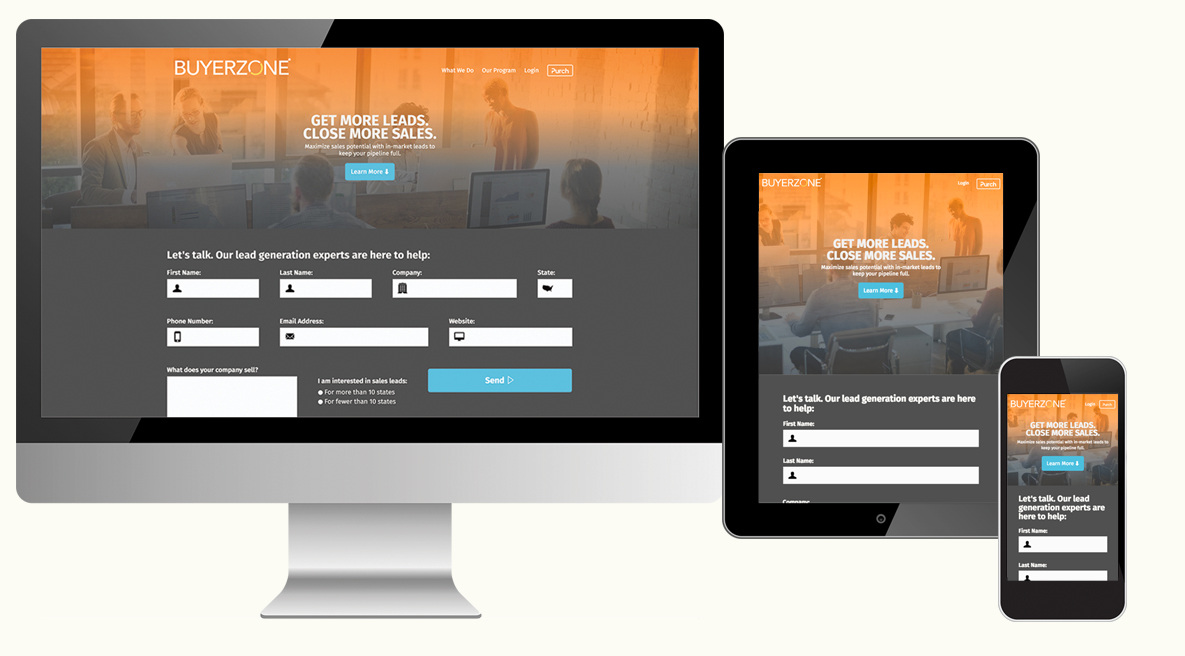 BUYERZONE
What We Do Our Program Login Purch
GET MORE LEADS.
CLOSE MORE SALES.
Maximize sales potential with in-market leads to
keep your pipeline full.
Learn More
Let's talk. Our lead generation experts are here to help:
First Name: Last Name: Company: State:
Phone Number: Email Address: Website:
What does your company sell?
I am interested in sales leads:
For more than 10 states
For fewer than 10 states
Send
BUYERZONE
Login Purch
GET MORE LEADS.
CLOSE MORE SALES.
Maximize sales potential with in-market leads to
keep your pipeline full.
Learn More
Let's talk. Our lead generation experts are here
to help:
First Name:
Last Name:
Company
BUYERZONE
Login Purch
GET MORE LEADS.
CLOSE MORE SALES.
Maximize sales potential with in-market leads to
keep your pipeline full.
Learn More
Let's talk. Our lead
generation experts are
here to help:
First Name:
Last Name: